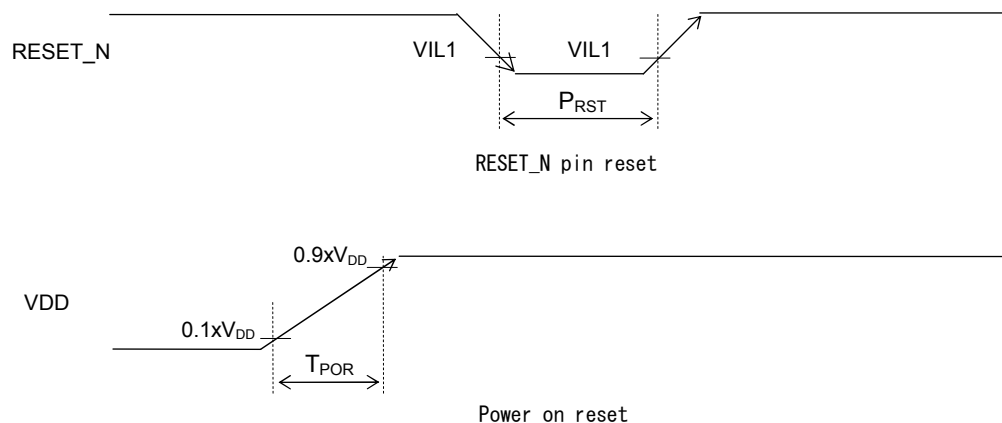 RESET_N
VIL1
VIL1
PRST
RESET_N pin reset
0.9xVDD
VDD
0.1xVDD
TPOR
Power on reset